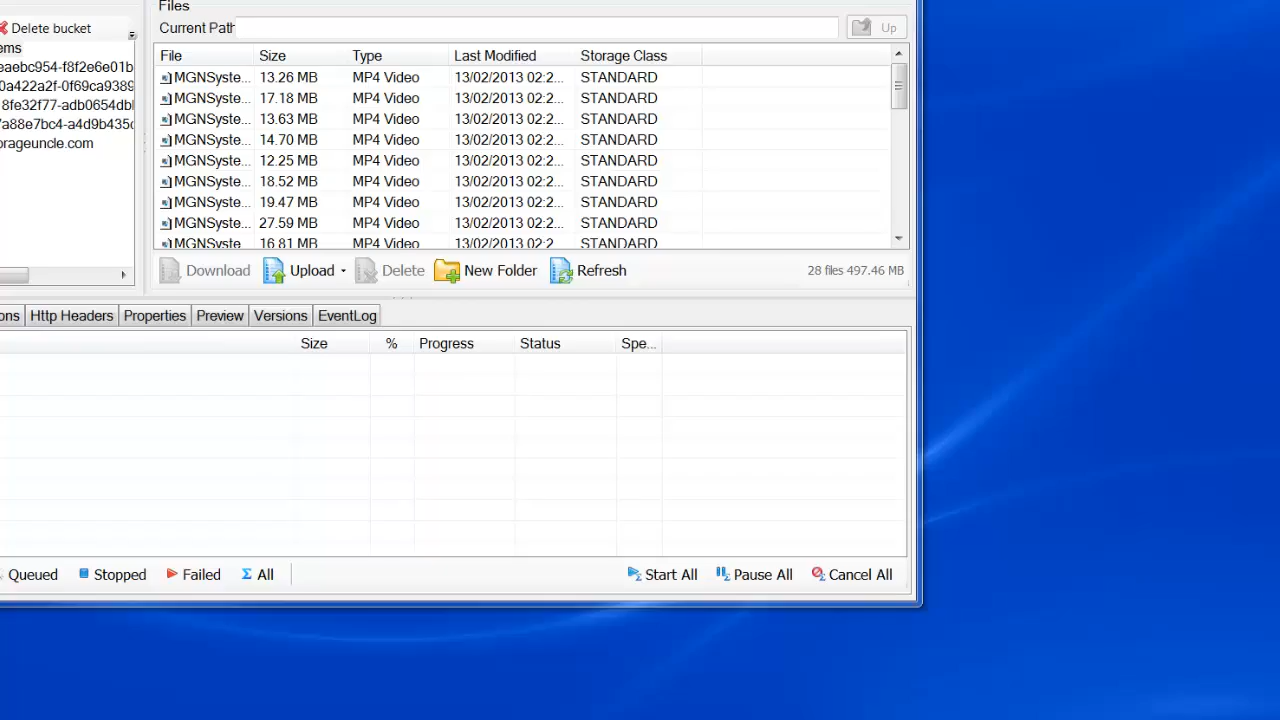 Files
Delete bucket
Current Path
Up
ems
eaebc954-f8f2e6e01b
0a422a2f-0f69ca9389
8fe32f77-adb0654dbl
7a88e7bc4-a4d9b435c
orageuncle.com
File Size Type Last Modified Storage Class
MGNSyste... 13.26 MB MP4 Video 13/02/2013 02:2... STANDARD
MGNSyste... 17.18 MB MP4 Video 13/02/2013 02:2... STANDARD
MGNSyste... 13.63 MB MP4 Video 13/02/2013 02:2... STANDARD
MGNSyste... 14.70 MB MP4 Video 13/02/2013 02:2... STANDARD
MGNSyste... 12.25 MB MP4 Video 13/02/2013 02:2... STANDARD
MGNSyste... 18.52 MB MP4 Video 13/02/2013 02:2... STANDARD
MGNSyste... 19.47 MB MP4 Video 13/02/2013 02:2... STANDARD
MGNSyste... 27.59 MB MP4 Video 13/02/2013 02:2... STANDARD
MGNSyste 16.81 MB MP4 Video 13/02/2013 02:2 STANDARD
Download Upload Delete New Folder Refresh 28 files 497.46 MB
ons Http Headers Properties Preview Versions EventLog
Size % Progress Status Spe...
Queued Stopped Failed Σ All Start All Pause All Cancel All